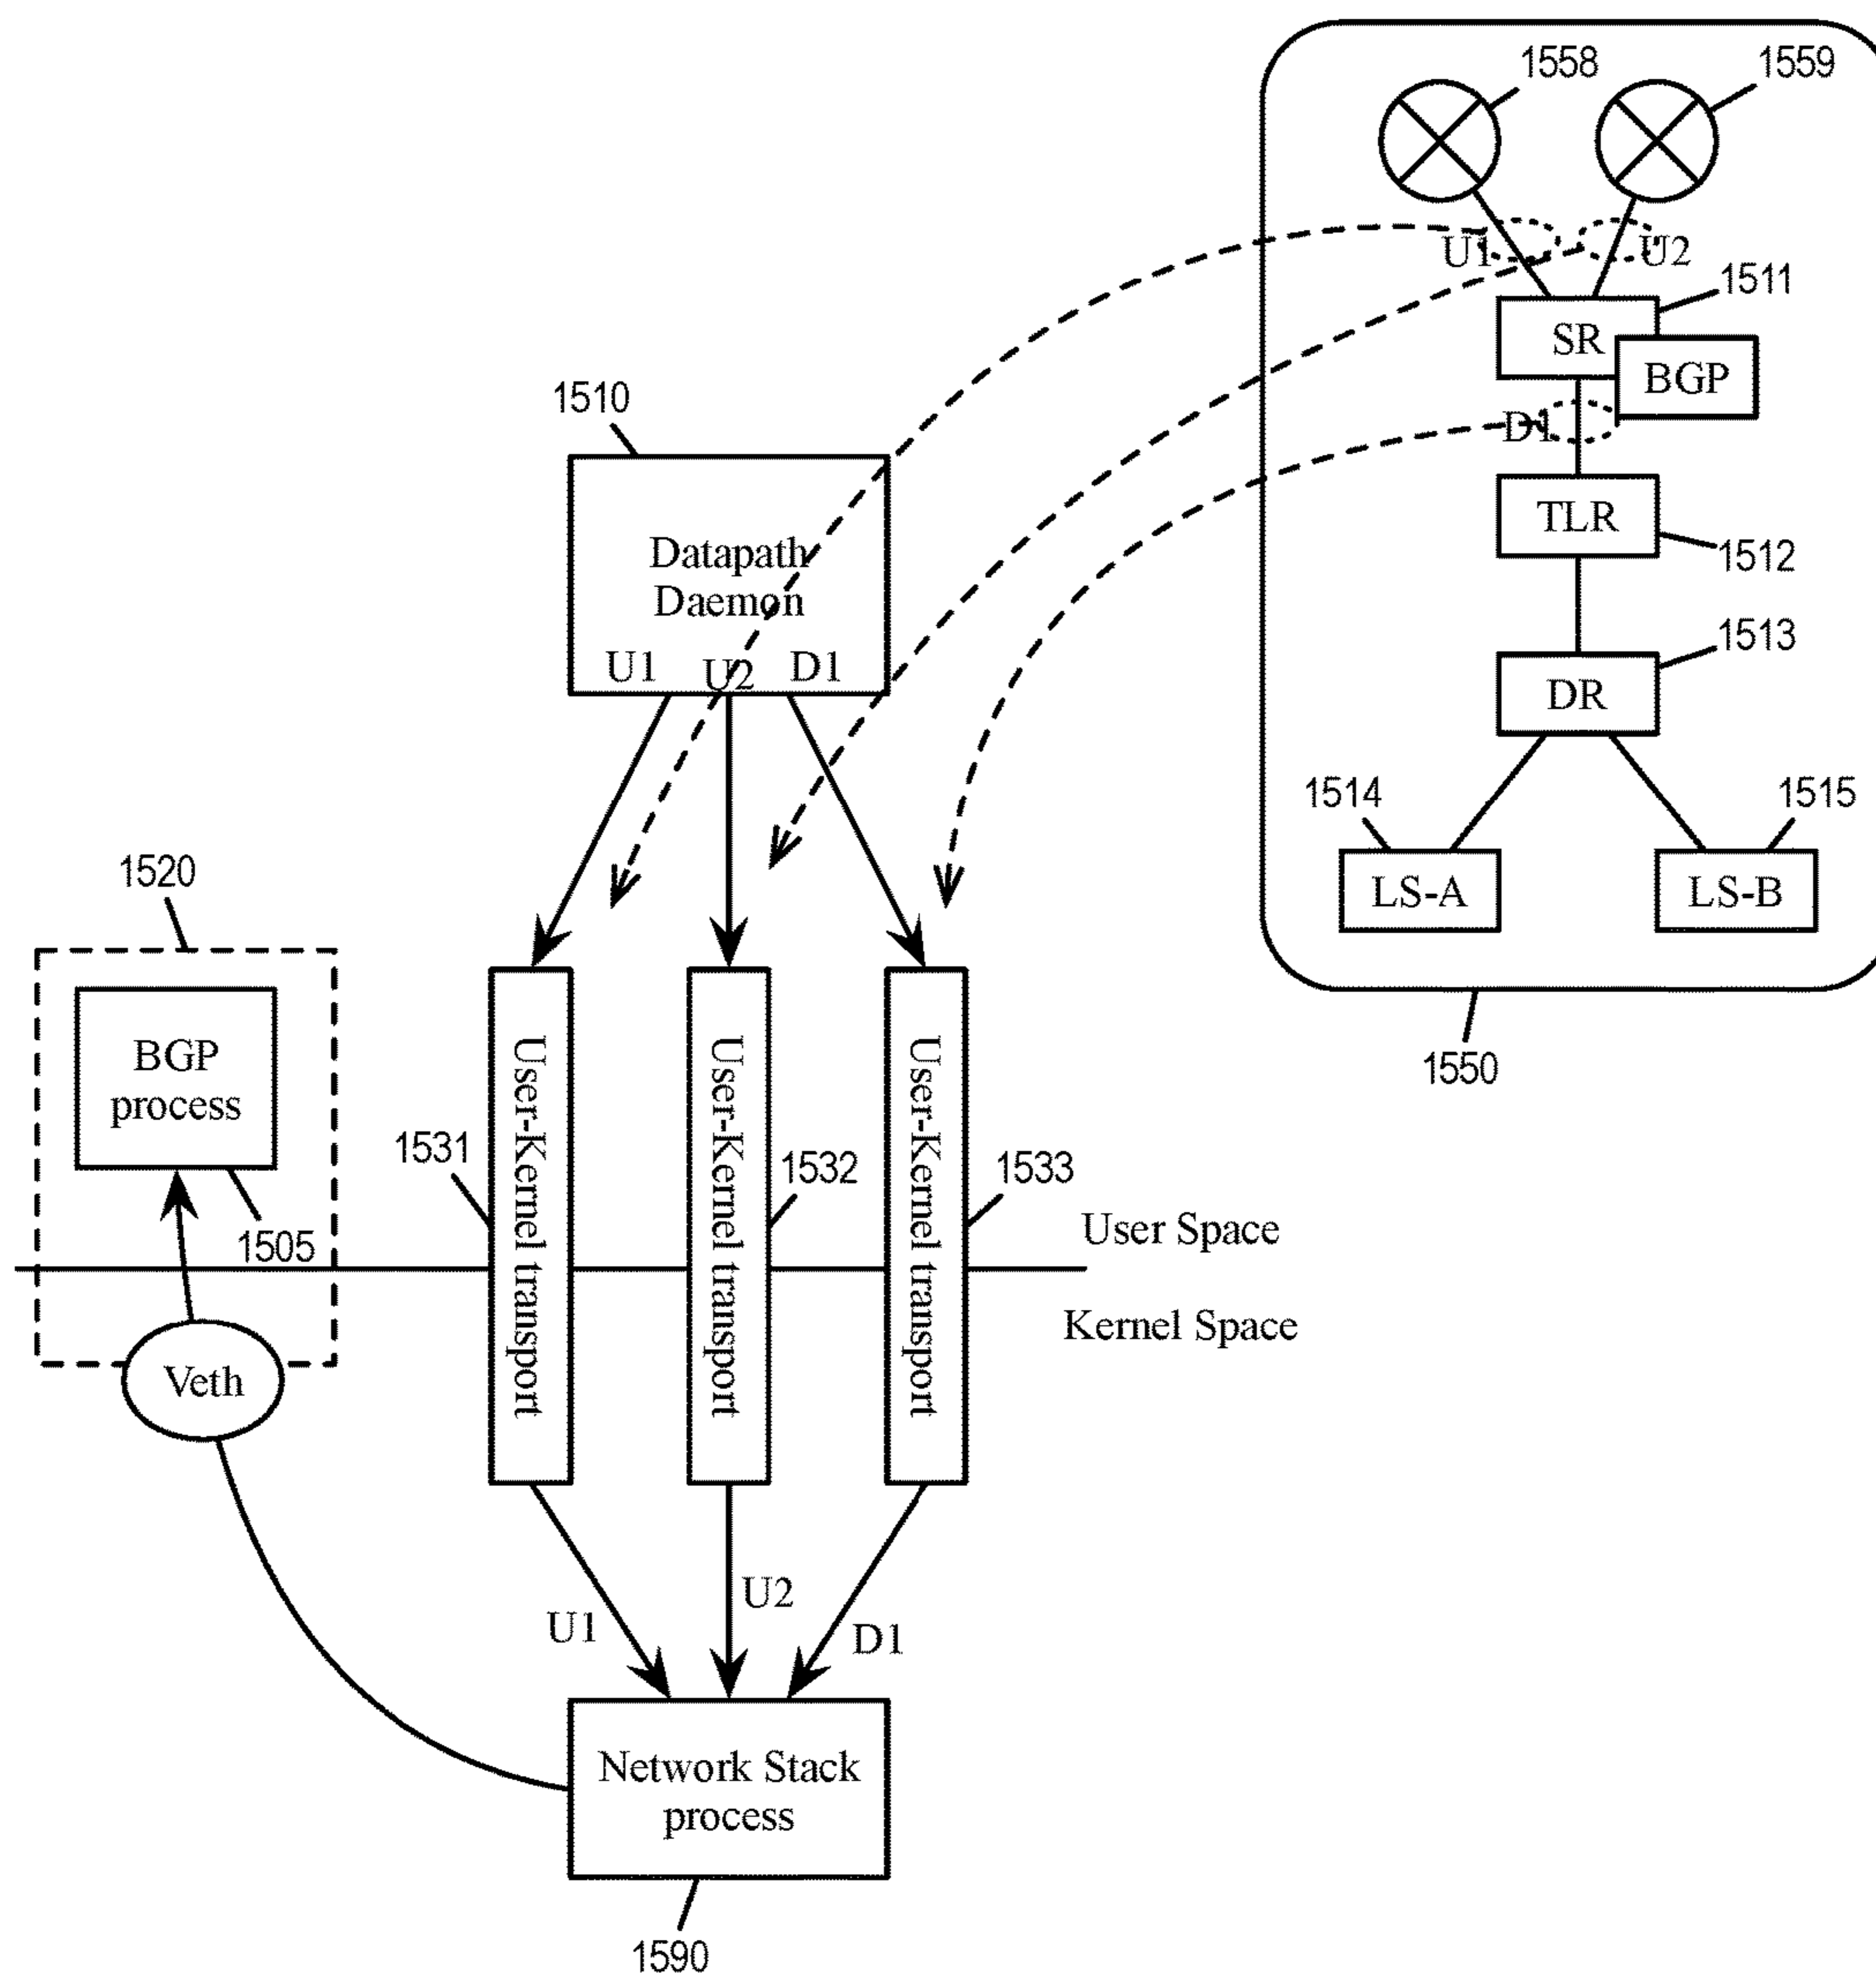 1558
1559
U1
U2
1511
SR
BGP
D1
TLR
1512
1513
DR
1514
1515
LS-A
LS-B
1550
1510
Datapath
Daemon
U1
U2
D1
1520
BGP
process
1505
Veth
1531
User-Kernel transport
1532
User-Kernel transport
1533
User-Kernel transport
User Space
Kernel Space
U1
U2
D1
Network Stack
process
1590